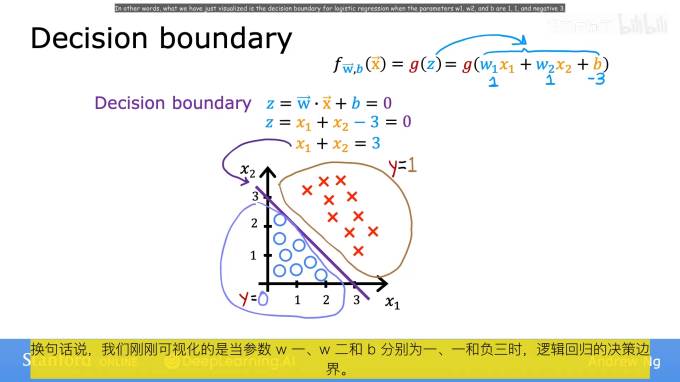 In other words, what we have just visualized is the decision boundary for logistic regression when the parameters w1, w2, and b are 1, 1, and negative 3.
bilibili
Decision boundary
f w⃗,b(x⃗) = g(z) = g(w₁x₁ + w₂x₂ + b)
1 1 -3
Decision boundary z = w⃗ · x⃗ + b = 0
z = x₁ + x₂ − 3 = 0
x₁ + x₂ = 3
x₂ y=1
3
2
1
y=0 1 2 3 x₁
Stanford ONLINE DeepLearning.AI Andrew Ng
换句话说，我们刚刚可视化的是当参数 w 一、w 二和 b 分别为一、一和负三时，逻辑回归的决策边
界。